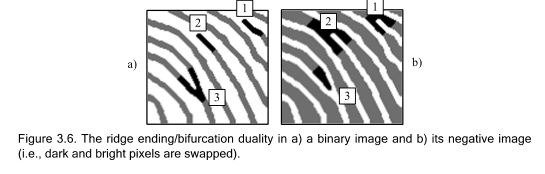 1
2
3
a)
1
2
3
b)
Figure 3.6. The ridge ending/bifurcation duality in a) a binary image and b) its negative image
(i.e., dark and bright pixels are swapped).